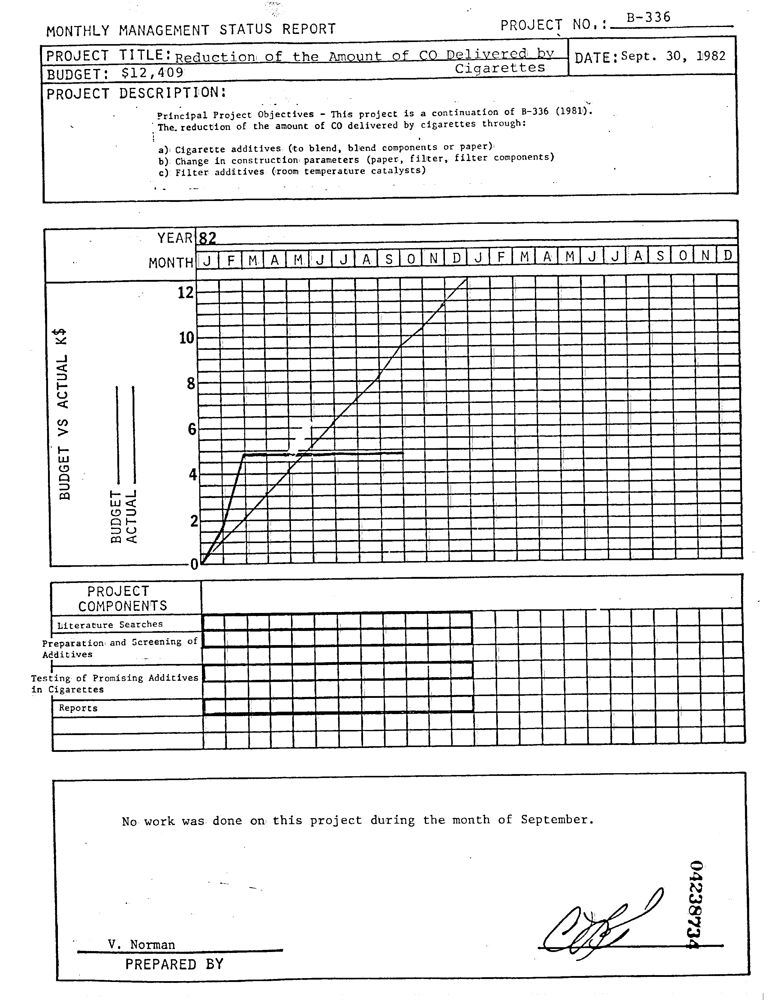 MONTHLY MANAGEMENT STATUS REPORT
PROJECT NO.: B-336
PROJECT TITLE: Reduction of the Amount of CO Delivered by Cigarettes
DATE: Sept. 30, 1982
BUDGET: $12,409
PROJECT DESCRIPTION:
Principal Project Objectives - This project is a continuation of B-336 (1981).
The reduction of the amount of CO delivered by cigarettes through:
a) Cigarette additives (to blend, blend components or paper)
b) Change in construction parameters (paper, filter, filter components)
c) Filter additives (room temperature catalysts)
YEAR 82
MONTH J F M A M J J A S O N D J F M A M J J A S O N D
12
10
8
6
4
2
0
BUDGET VS ACTUAL K$
BUDGET
ACTUAL
PROJECT
COMPONENTS
Literature Searches
Preparation and Screening of
Additives
Testing of Promising Additives
in Cigarettes
Reports
No work was done on this project during the month of September.
04238734
V. Norman
PREPARED BY